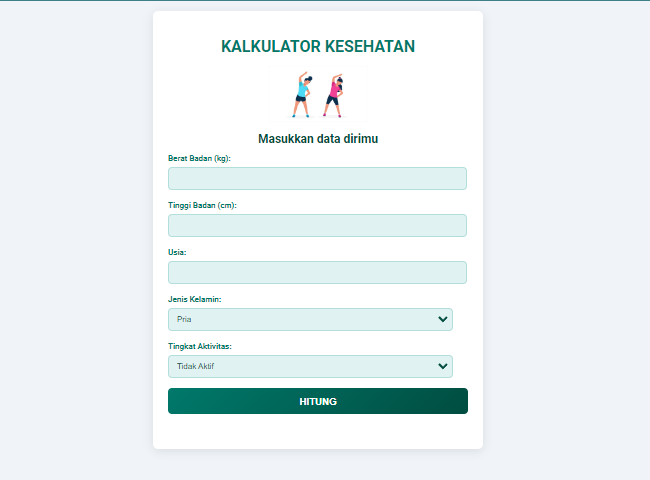 KALKULATOR KESEHATAN
Masukkan data dirimu
Berat Badan (kg):
Tinggi Badan (cm):
Usia:
Jenis Kelamin:
Pria
Tingkat Aktivitas:
Tidak Aktif
HITUNG